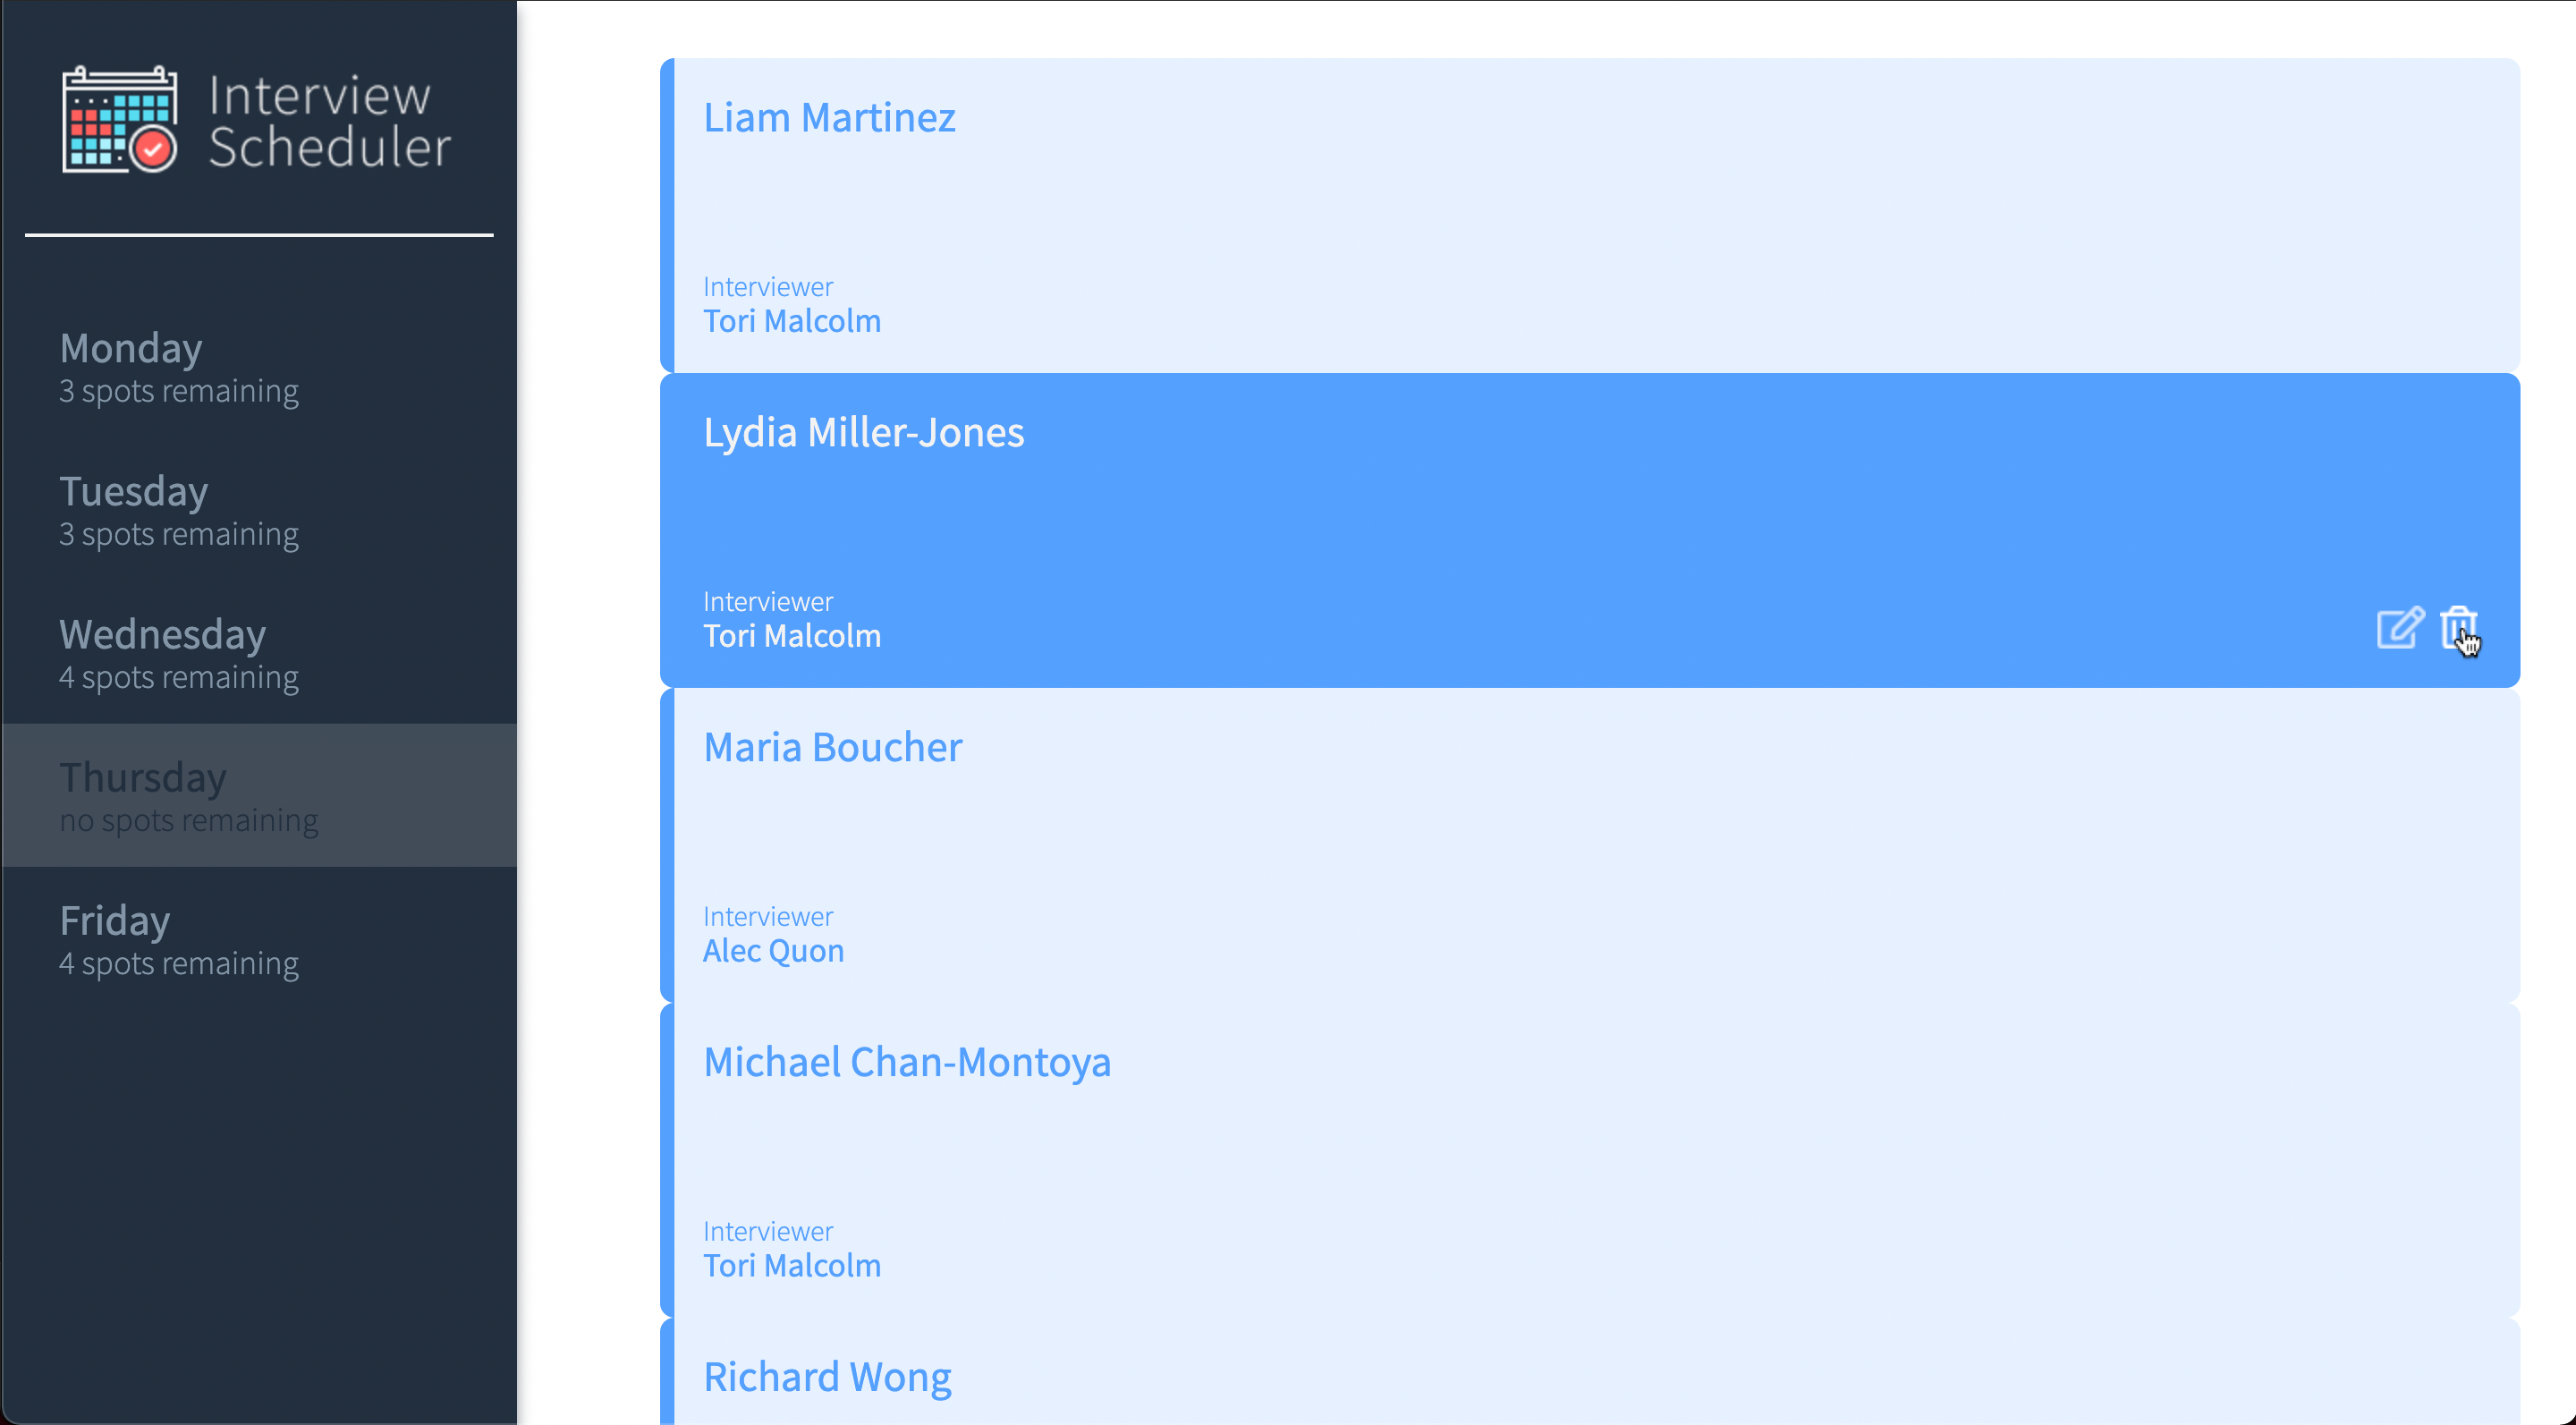 Interview
Scheduler
Monday
3 spots remaining
Tuesday
3 spots remaining
Wednesday
4 spots remaining
Thursday
no spots remaining
Friday
4 spots remaining
Liam Martinez
Interviewer
Tori Malcolm
Lydia Miller-Jones
Interviewer
Tori Malcolm
Maria Boucher
Interviewer
Alec Quon
Michael Chan-Montoya
Interviewer
Tori Malcolm
Richard Wong